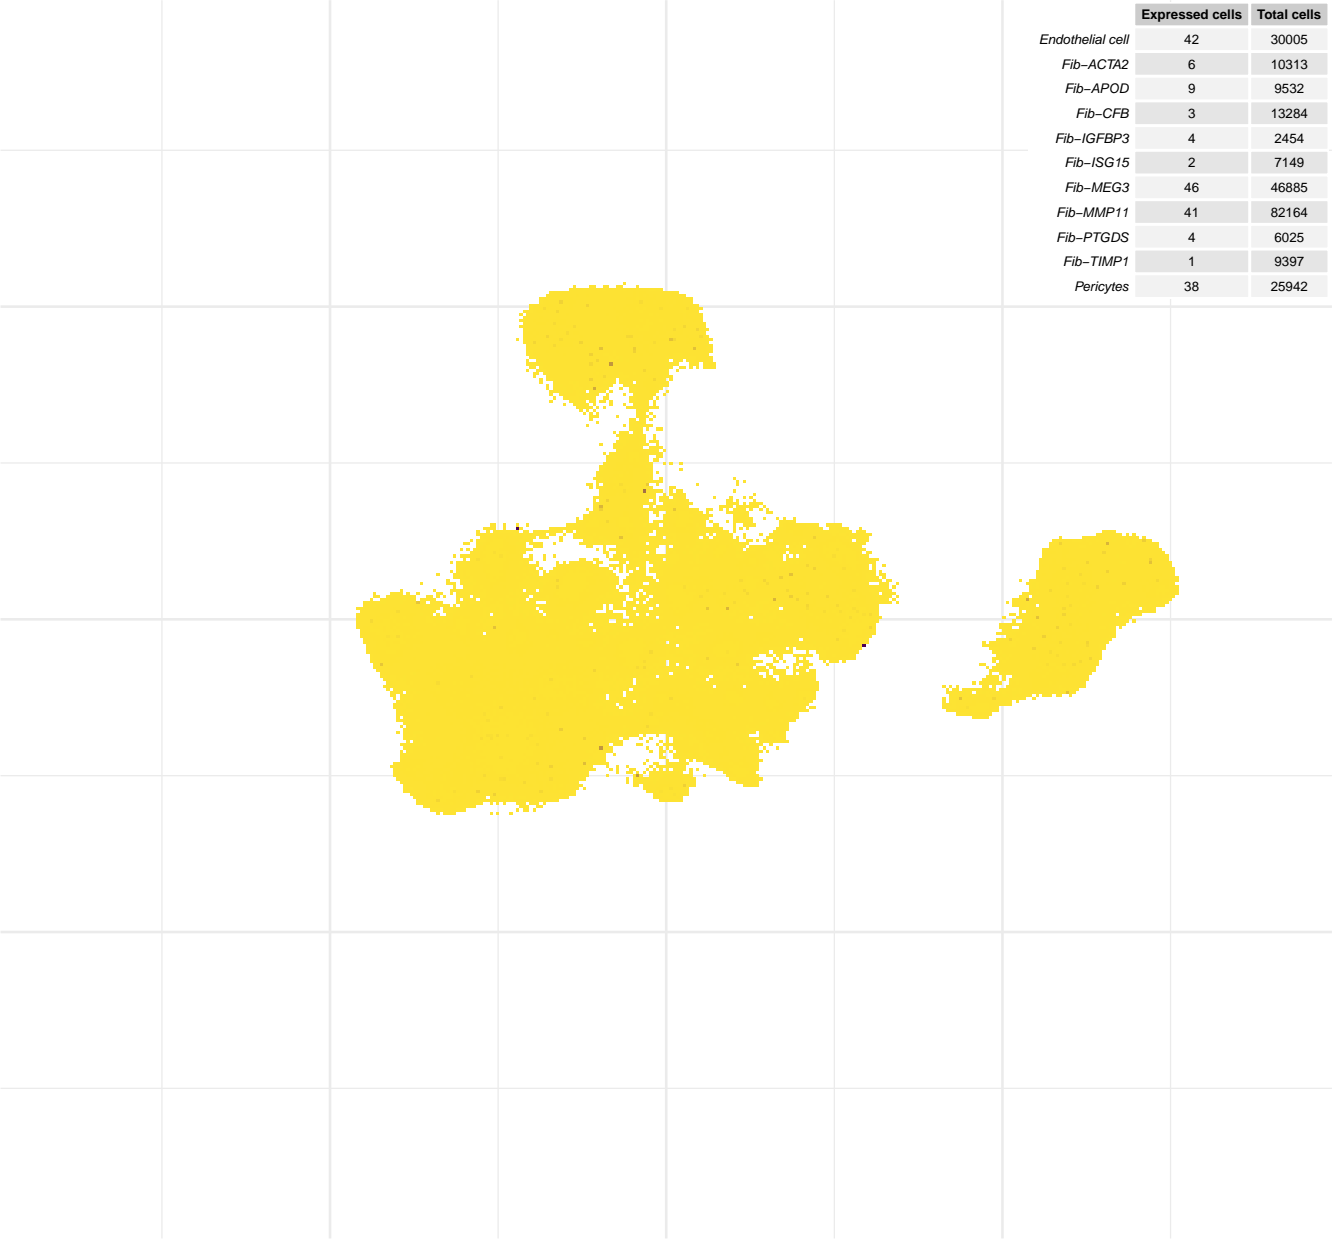 Expressed cells Total cells
Endothelial cell 42 30005
Fib−ACTA2 6 10313
Fib−APOD 9 9532
Fib−CFB 3 13284
Fib−IGFBP3 4 2454
Fib−ISG15 2 7149
Fib−MEG3 46 46885
Fib−MMP11 41 82164
Fib−PTGDS 4 6025
Fib−TIMP1 1 9397
Pericytes 38 25942